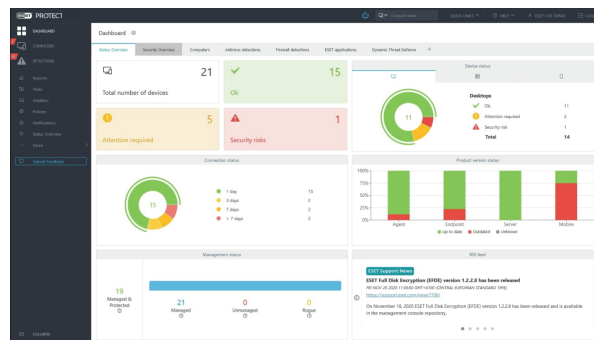 eset PROTECT
Computer Name
QUICK LINKS
HELP
DASHBOARD
COMPUTERS
DETECTIONS
Reports
Tasks
Installers
Policies
Notifications
Status Overview
More
Submit Feedback
COLLAPSE
Dashboard
Status Overview
Security Overview
Computers
Antivirus detections
Firewall detections
ESET applications
Dynamic Threat Defense
+
21
Total number of devices
15
Ok
5
Attention required
1
Security risks
Device status
11
Desktops
Ok 11
Attention required 2
Security risk 1
Total 14
Connection status
15
1 day 15
3 days 2
7 days 2
> 7 days 2
Product version status
100%
75%
50%
25%
0%
Agent Endpoint Server Mobile
Up to date Outdated Unknown
Management status
19
Managed &
Protected
21
Managed
0
Unmanaged
0
Rogue
RSS feed
ESET Support News
ESET Full Disk Encryption (EFDE) version 1.2.2.8 has been released
On November 18, 2020 ESET Full Disk Encryption (EFDE) version 1.2.2.8 has been released and is available
in the management console repository.